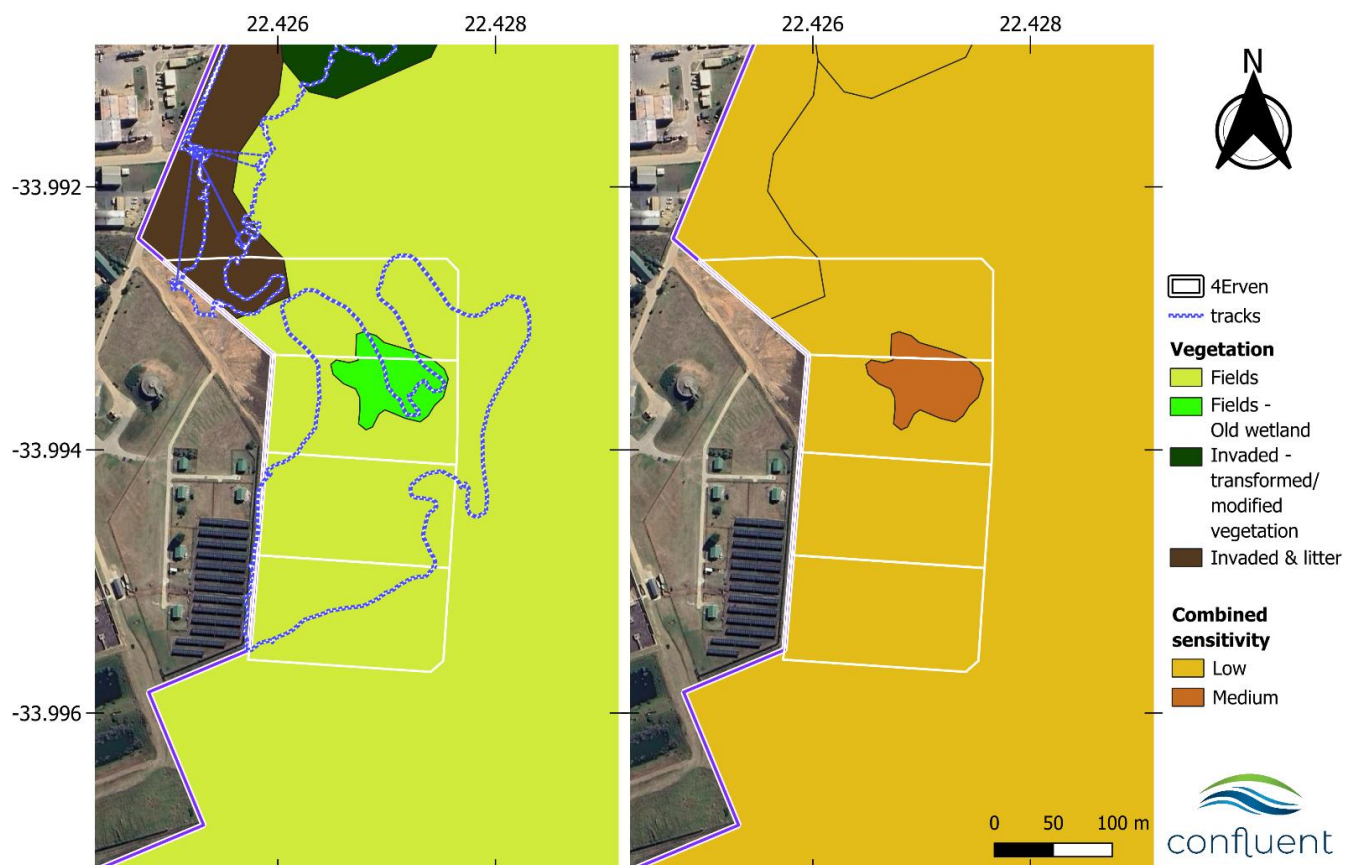 22.426
22.428
22.426
22.428
-33.992
-33.994
-33.996
N
4Erven
tracks
Vegetation
Fields
Fields -
Old wetland
Invaded -
transformed/
modified
vegetation
Invaded & litter
Combined
sensitivity
Low
Medium
0 50 100 m
confluent